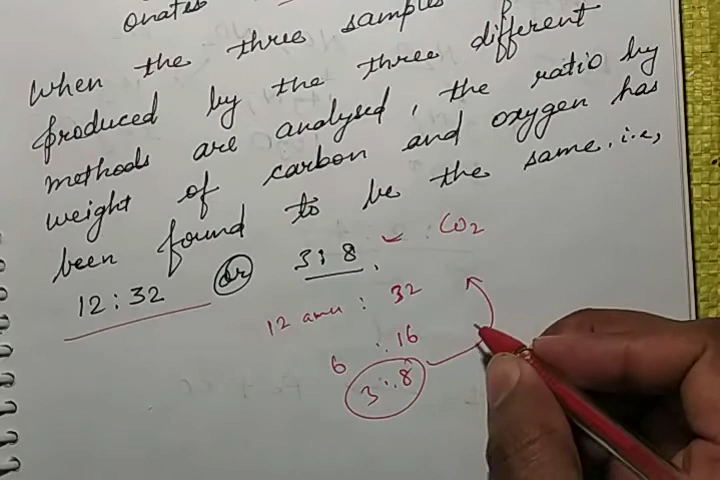 onates
When the three samples
produced by the three different
methods are analysed, the ratio by
weight of carbon and oxygen has
been found to be the same. i.e,
12:32 or 3:8. : CO2
12 amu : 32
6 : 16
3:8